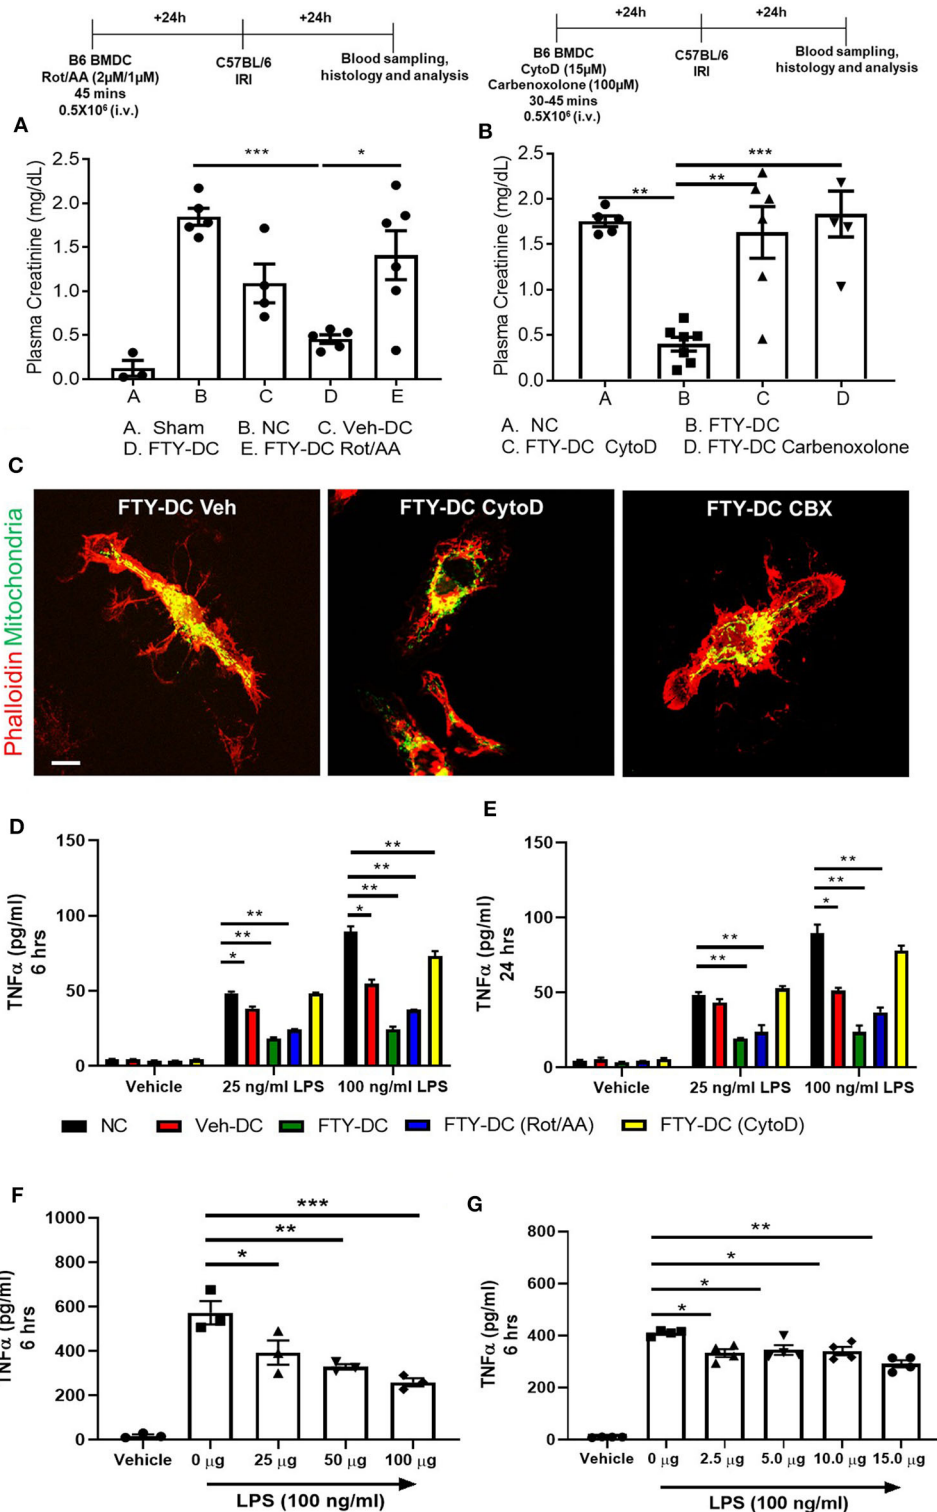 +24h
+24h
B6 BMDC
Rot/AA (2μM/1μM)
45 mins
0.5X10⁶ (i.v.)
C57BL/6
IRI
Blood sampling,
histology and analysis
+24h
+24h
B6 BMDC
CytoD (15μM)
Carbenoxolone (100μM)
30-45 mins
0.5X10⁶ (i.v.)
C57BL/6
IRI
Blood sampling,
histology and analysis
A
Plasma Creatinine (mg/dL)
2.5
2.0
1.5
1.0
0.5
0.0
***
*
A B C D E
A. Sham B. NC C. Veh-DC
D. FTY-DC E. FTY-DC Rot/AA
B
Plasma Creatinine (mg/dL)
2.5
2.0
1.5
1.0
0.5
0.0
***
**
**
A B C D
A. NC B. FTY-DC
C. FTY-DC CytoD D. FTY-DC Carbenoxolone
C
Phalloidin Mitochondria
FTY-DC Veh
FTY-DC CytoD
FTY-DC CBX
D
TNFα (pg/ml)
6 hrs
150
100
50
0
**
**
*
**
**
**
*
Vehicle 25 ng/ml LPS 100 ng/ml LPS
E
TNFα (pg/ml)
24 hrs
150
100
50
0
**
**
**
**
*
Vehicle 25 ng/ml LPS 100 ng/ml LPS
NC Veh-DC FTY-DC FTY-DC (Rot/AA) FTY-DC (CytoD)
F
TNFα (pg/ml)
6 hrs
1000
800
600
400
200
0
***
**
*
Vehicle 0 μg 25 μg 50 μg 100 μg
LPS (100 ng/ml)
G
TNFα (pg/ml)
6 hrs
800
600
400
200
0
**
*
*
*
Vehicle 0 μg 2.5 μg 5.0 μg 10.0 μg 15.0 μg
LPS (100 ng/ml)